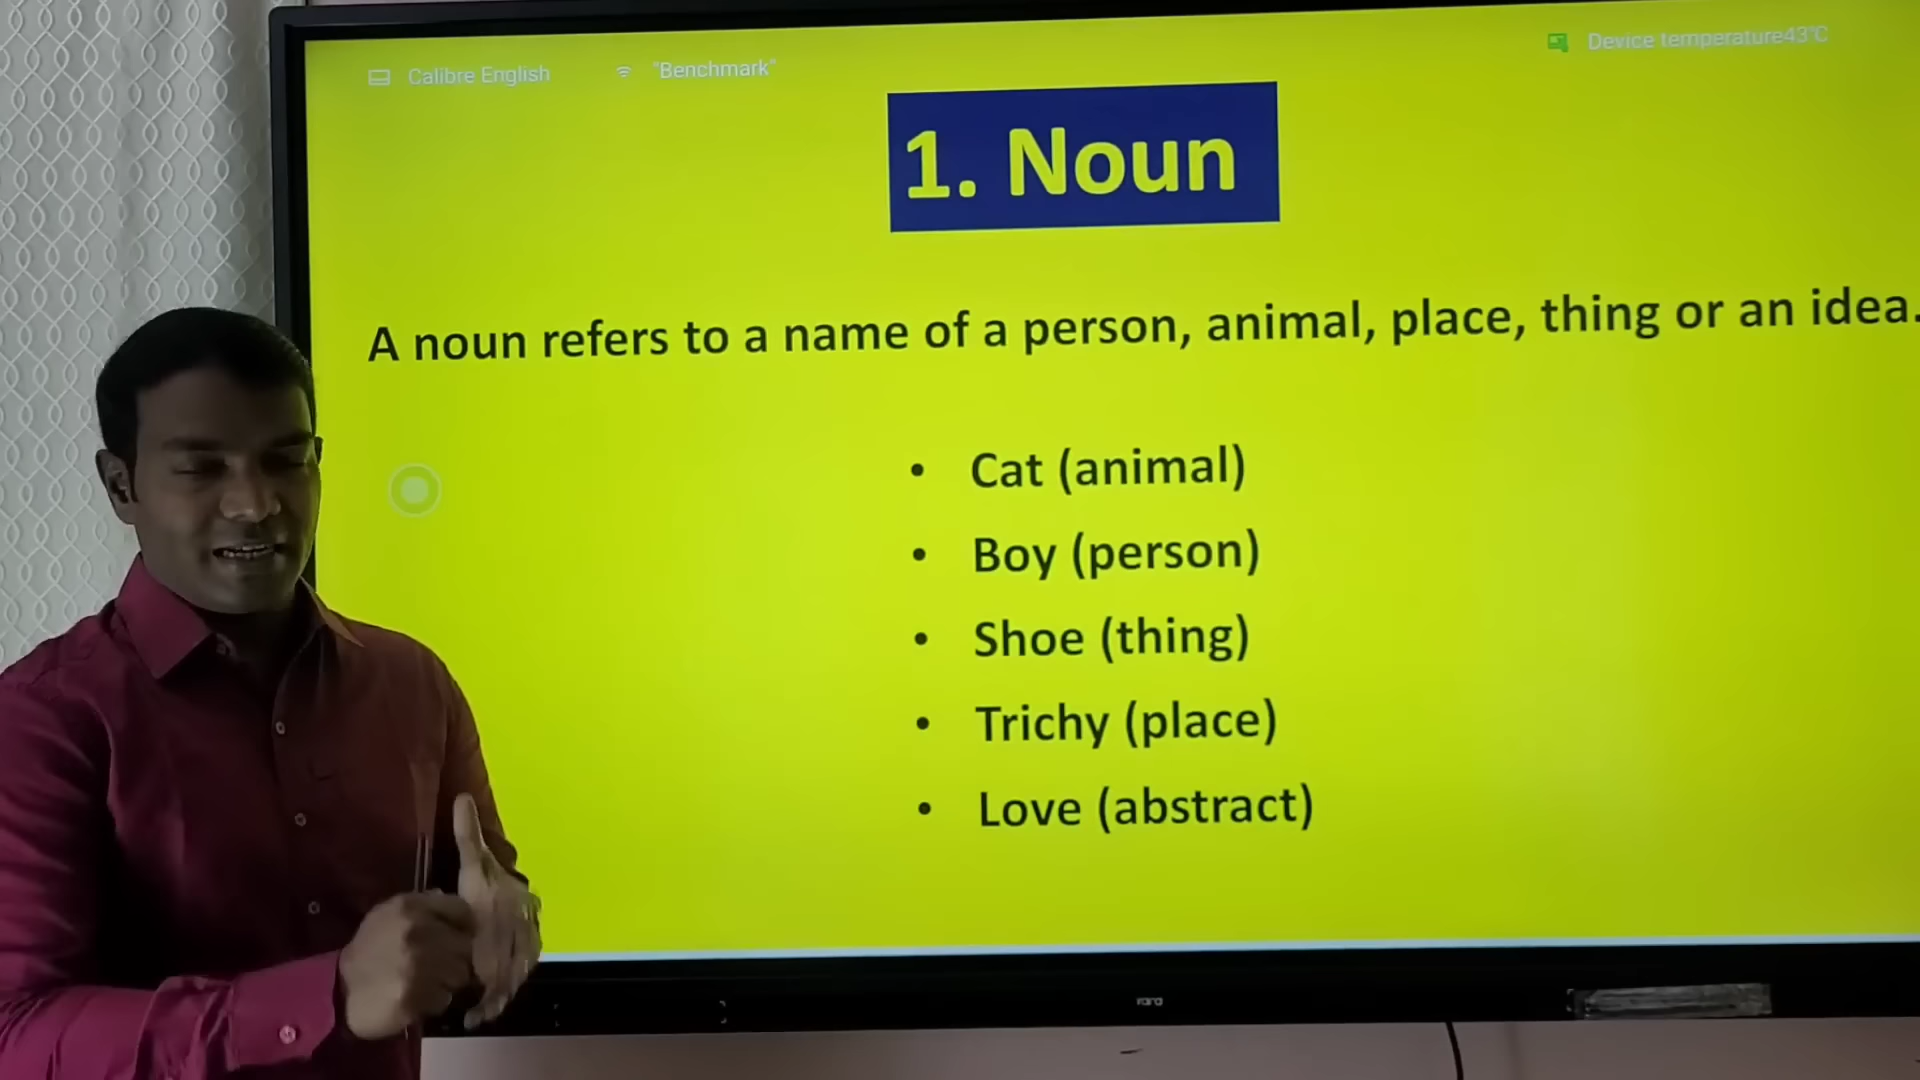 Calibre English "Benchmark" Device temperature43°C
1. Noun
A noun refers to a name of a person, animal, place, thing or an idea.
• Cat (animal)
• Boy (person)
• Shoe (thing)
• Trichy (place)
• Love (abstract)